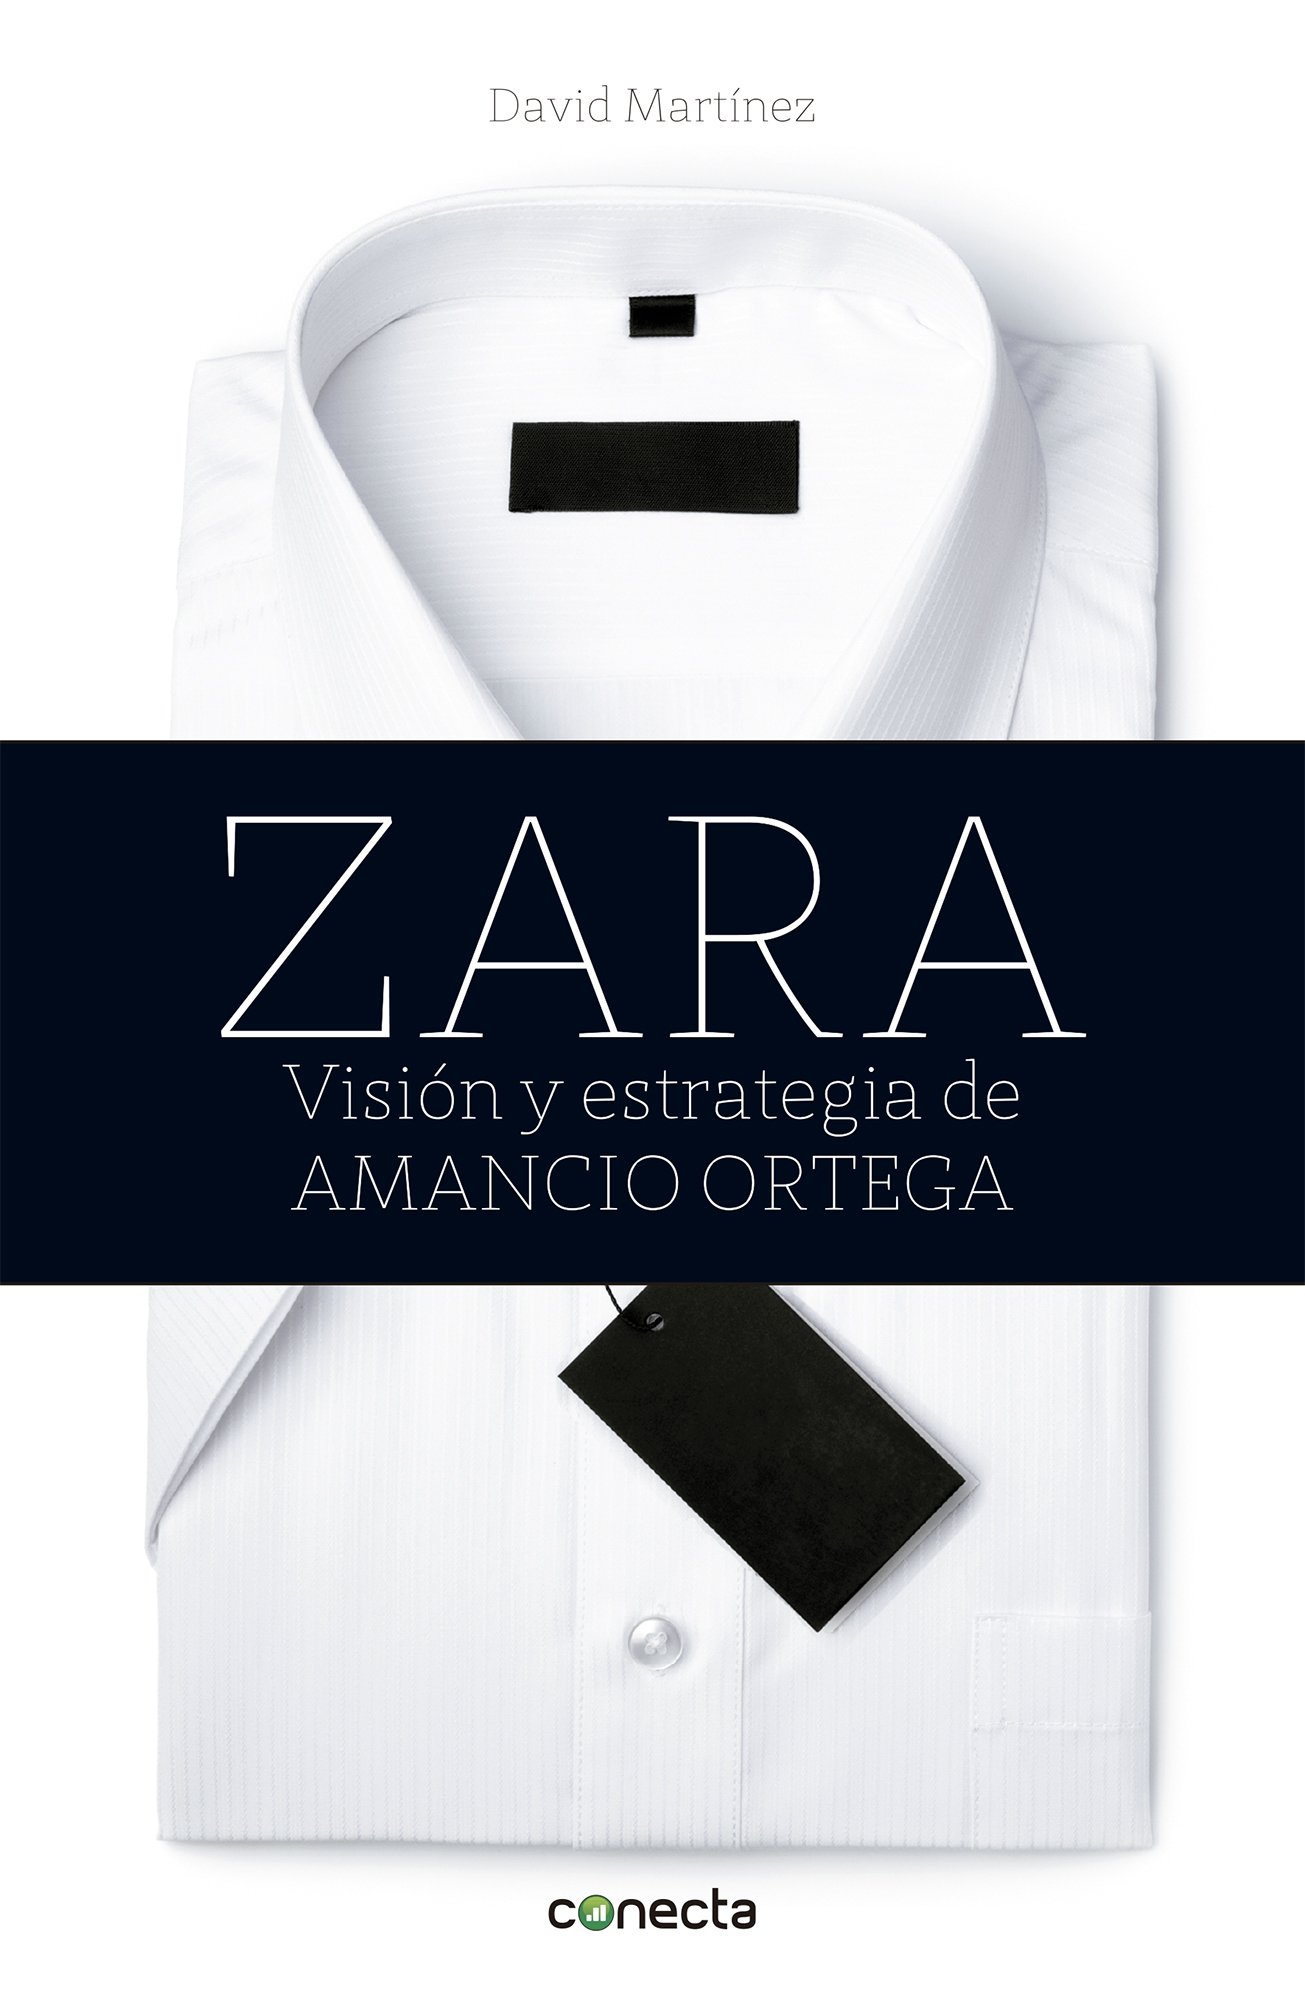 David Martínez
ZARA
Visión y estrategia de
AMANCIO ORTEGA
conecta